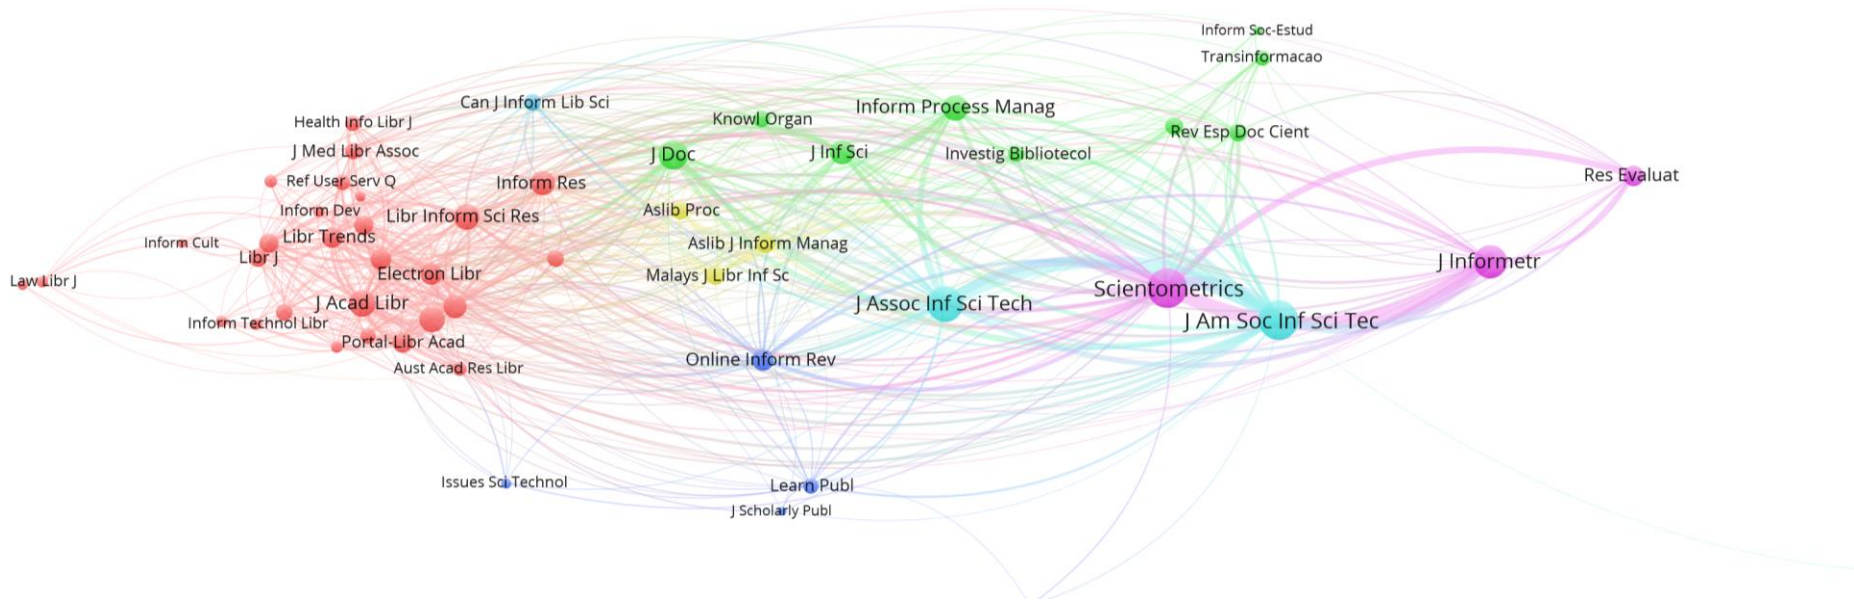 Inform Soc-Estud
Transinformacao
Can J Inform Lib Sci
Inform Process Manag
Health Info Libr J
Knowl Organ
Rev Esp Doc Cient
J Med Libr Assoc
J Doc
J Inf Sci
Investig Bibliotecol
Res Evaluat
Ref User Serv Q
Inform Res
Inform Dev
Libr Inform Sci Res
Aslib Proc
Libr Trends
Inform Cult
Aslib J Inform Manag
Libr J
J Informetr
Electron Libr
Malays J Libr Inf Sc
Law Libr J
Scientometrics
J Acad Libr
J Assoc Inf Sci Tech
Inform Technol Libr
J Am Soc Inf Sci Tec
Portal-Libr Acad
Online Inform Rev
Aust Acad Res Libr
Issues Sci Technol
Learn Publ
J Scholarly Publ